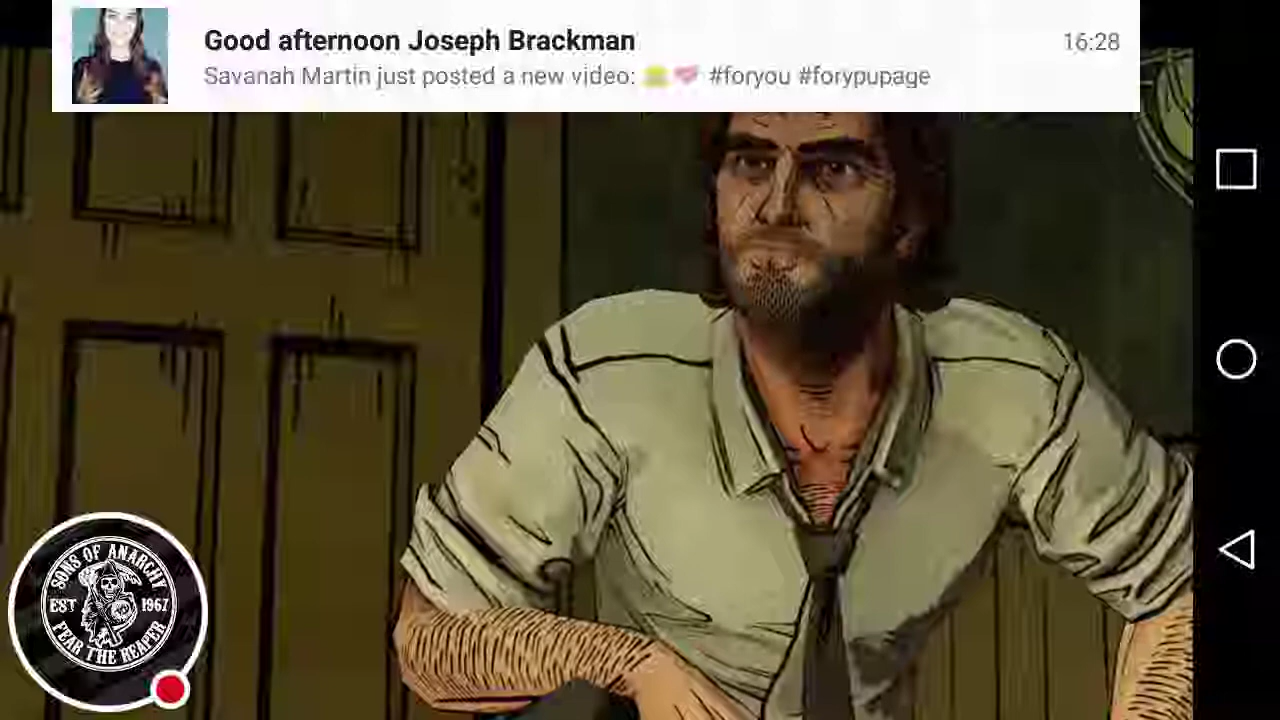 Good afternoon Joseph Brackman
16:28
Savanah Martin just posted a new video: 😃💖 #foryou #forypupage
SONS OF ANARCHY
EST 1967
FEAR THE REAPER